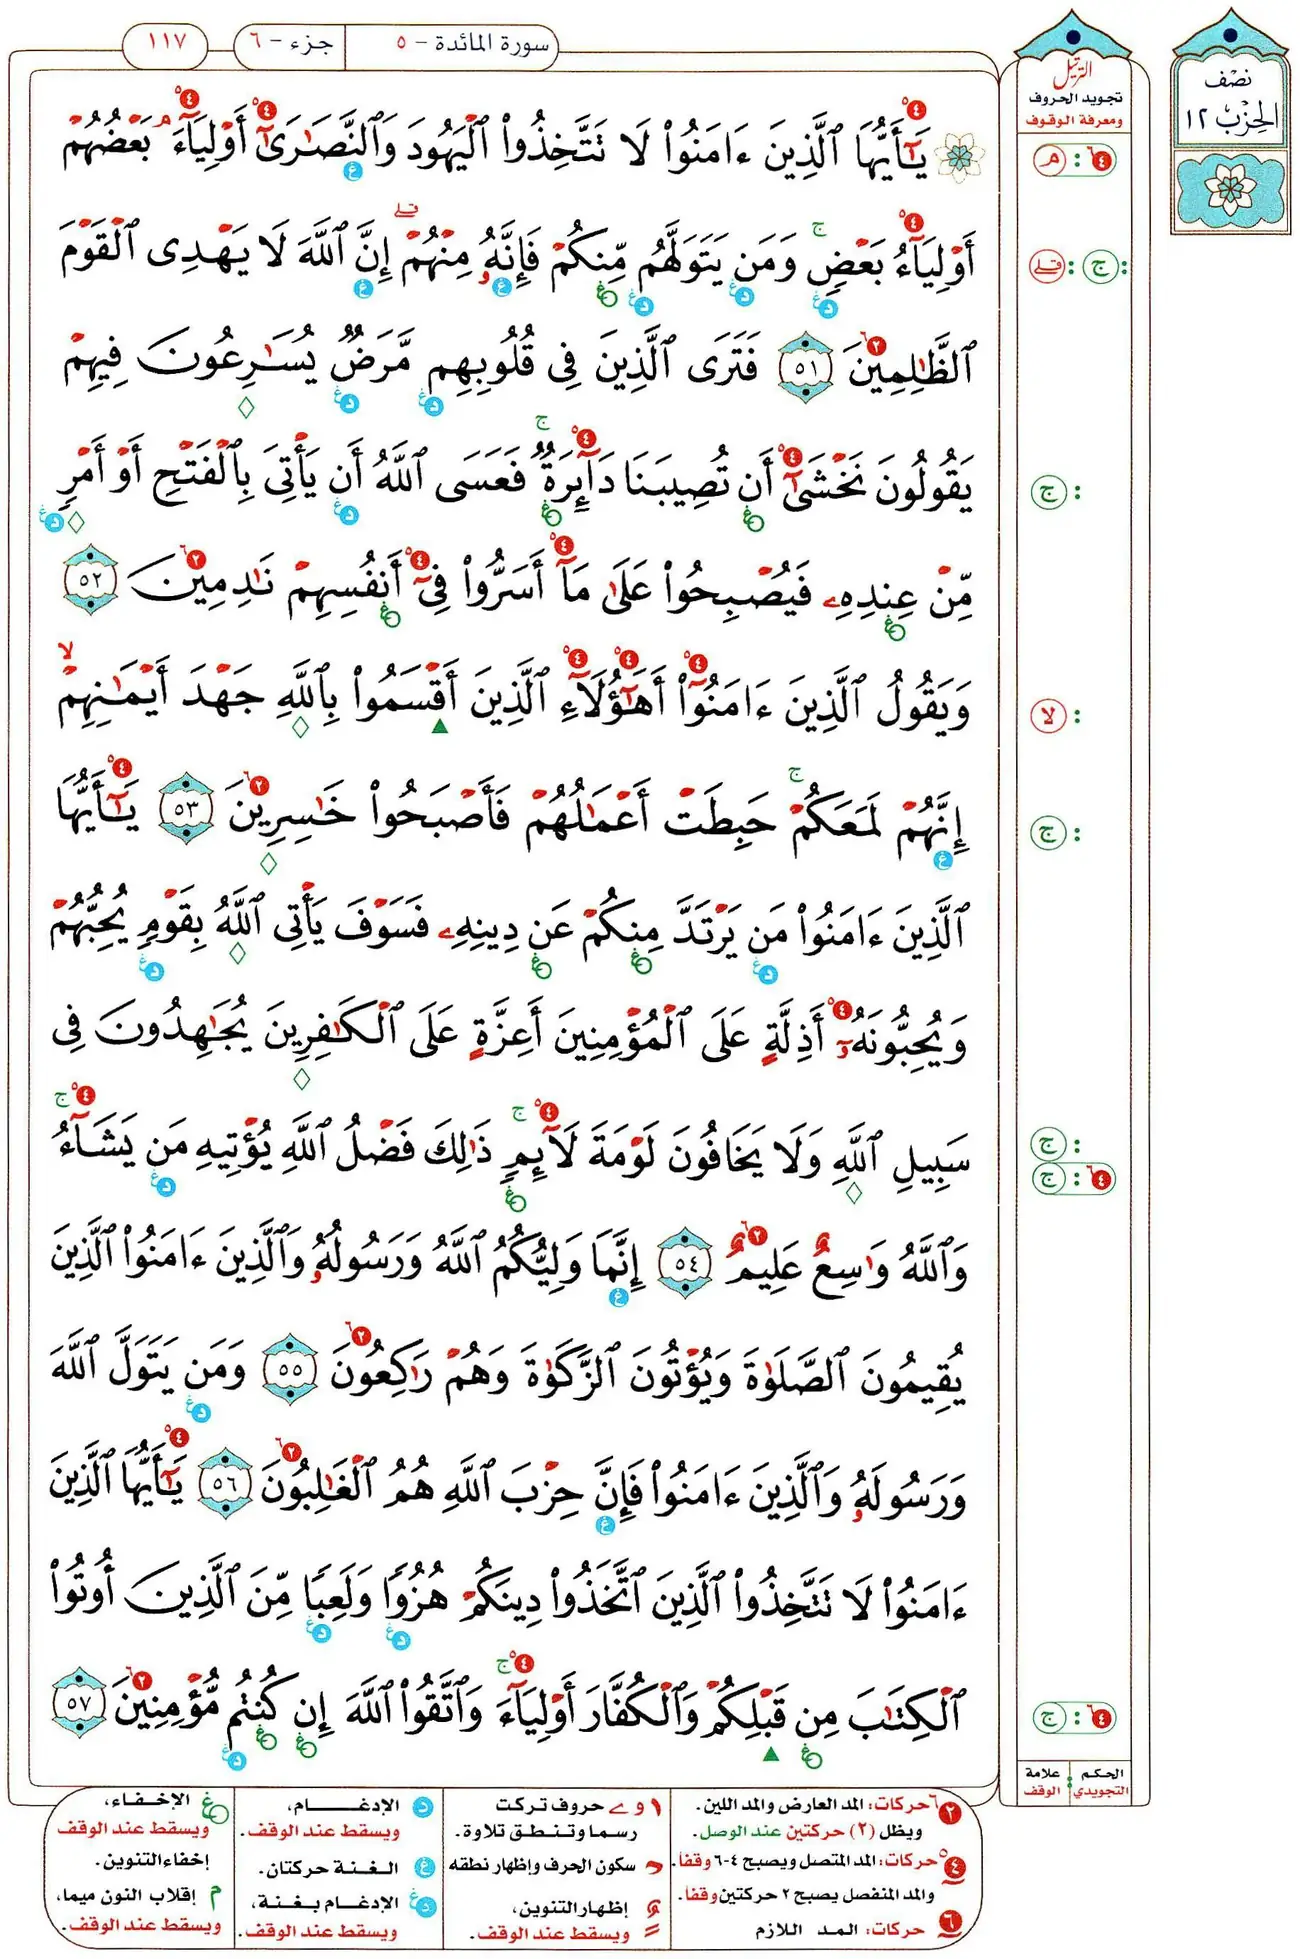 سورة المائدة - ٥
جزء - ٦
١١٧
نصف
الحزب ١٢
الترتيل
تجويد الحروف
ومعرفة الوقوف
يَـٰٓأَيُّهَا ٱلَّذِينَ ءَامَنُوا۟ لَا تَتَّخِذُوا۟ ٱلْيَهُودَ وَٱلنَّصَـٰرَىٰٓ أَوْلِيَآءَ ۘ بَعْضُهُمْ
أَوْلِيَآءُ بَعْضٍ ۚ وَمَن يَتَوَلَّهُم مِّنكُمْ فَإِنَّهُۥ مِنْهُمْ ۗ إِنَّ ٱللَّهَ لَا يَهْدِى ٱلْقَوْمَ
ٱلظَّـٰلِمِينَ ٥١ فَتَرَى ٱلَّذِينَ فِى قُلُوبِهِم مَّرَضٌ يُسَـٰرِعُونَ فِيهِمْ
يَقُولُونَ نَخْشَىٰٓ أَن تُصِيبَنَا دَآئِرَةٌ ۚ فَعَسَى ٱللَّهُ أَن يَأْتِىَ بِٱلْفَتْحِ أَوْ أَمْرٍ
مِّنْ عِندِهِۦ فَيُصْبِحُوا۟ عَلَىٰ مَآ أَسَرُّوا۟ فِىٓ أَنفُسِهِمْ نَـٰدِمِينَ ٥٢
وَيَقُولُ ٱلَّذِينَ ءَامَنُوٓا۟ أَهَـٰٓؤُلَآءِ ٱلَّذِينَ أَقْسَمُوا۟ بِٱللَّهِ جَهْدَ أَيْمَـٰنِهِمْ ۙ
إِنَّهُمْ لَمَعَكُمْ ۚ حَبِطَتْ أَعْمَـٰلُهُمْ فَأَصْبَحُوا۟ خَـٰسِرِينَ ٥٣ يَـٰٓأَيُّهَا
ٱلَّذِينَ ءَامَنُوا۟ مَن يَرْتَدَّ مِنكُمْ عَن دِينِهِۦ فَسَوْفَ يَأْتِى ٱللَّهُ بِقَوْمٍ يُحِبُّهُمْ
وَيُحِبُّونَهُۥٓ أَذِلَّةٍ عَلَى ٱلْمُؤْمِنِينَ أَعِزَّةٍ عَلَى ٱلْكَـٰفِرِينَ يُجَـٰهِدُونَ فِى
سَبِيلِ ٱللَّهِ وَلَا يَخَافُونَ لَوْمَةَ لَآئِمٍ ۚ ذَٰلِكَ فَضْلُ ٱللَّهِ يُؤْتِيهِ مَن يَشَآءُ ۚ
وَٱللَّهُ وَٰسِعٌ عَلِيمٌ ٥٤ إِنَّمَا وَلِيُّكُمُ ٱللَّهُ وَرَسُولُهُۥ وَٱلَّذِينَ ءَامَنُوا۟ ٱلَّذِينَ
يُقِيمُونَ ٱلصَّلَوٰةَ وَيُؤْتُونَ ٱلزَّكَوٰةَ وَهُمْ رَٰكِعُونَ ٥٥ وَمَن يَتَوَلَّ ٱللَّهَ
وَرَسُولَهُۥ وَٱلَّذِينَ ءَامَنُوا۟ فَإِنَّ حِزْبَ ٱللَّهِ هُمُ ٱلْغَـٰلِبُونَ ٥٦ يَـٰٓأَيُّهَا ٱلَّذِينَ
ءَامَنُوا۟ لَا تَتَّخِذُوا۟ ٱلَّذِينَ ٱتَّخَذُوا۟ دِينَكُمْ هُزُوًا وَلَعِبًا مِّنَ ٱلَّذِينَ أُوتُوا۟
ٱلْكِتَـٰبَ مِن قَبْلِكُمْ وَٱلْكُفَّارَ أَوْلِيَآءَ ۚ وَٱتَّقُوا۟ ٱللَّهَ إِن كُنتُم مُّؤْمِنِينَ ٥٧
الحكم التجويدي
علامة الوقف
٢ ٦ حركات: المد العارض والمد اللين.
ويظل (٢) حركتين عند الوصل.
٤ ٥ حركات: المد المتصل ويصبح ٤-٦ وقفاً.
والمد المنفصل يصبح ٢ حركتين وقفاً.
٦ حركات: المد اللازم
ا و ے حروف تركت
رسما وتنطق تلاوة.
سكون الحرف وإظهار نطقه
إظهار التنوين،
ويسقط عند الوقف.
د الإدغام،
ويسقط عند الوقف.
غ الغنة حركتان.
دغ الإدغام بغنة،
ويسقط عند الوقف.
غ الإخفاء،
ويسقط عند الوقف
إخفاء التنوين.
م إقلاب النون ميما،
ويسقط عند الوقف.